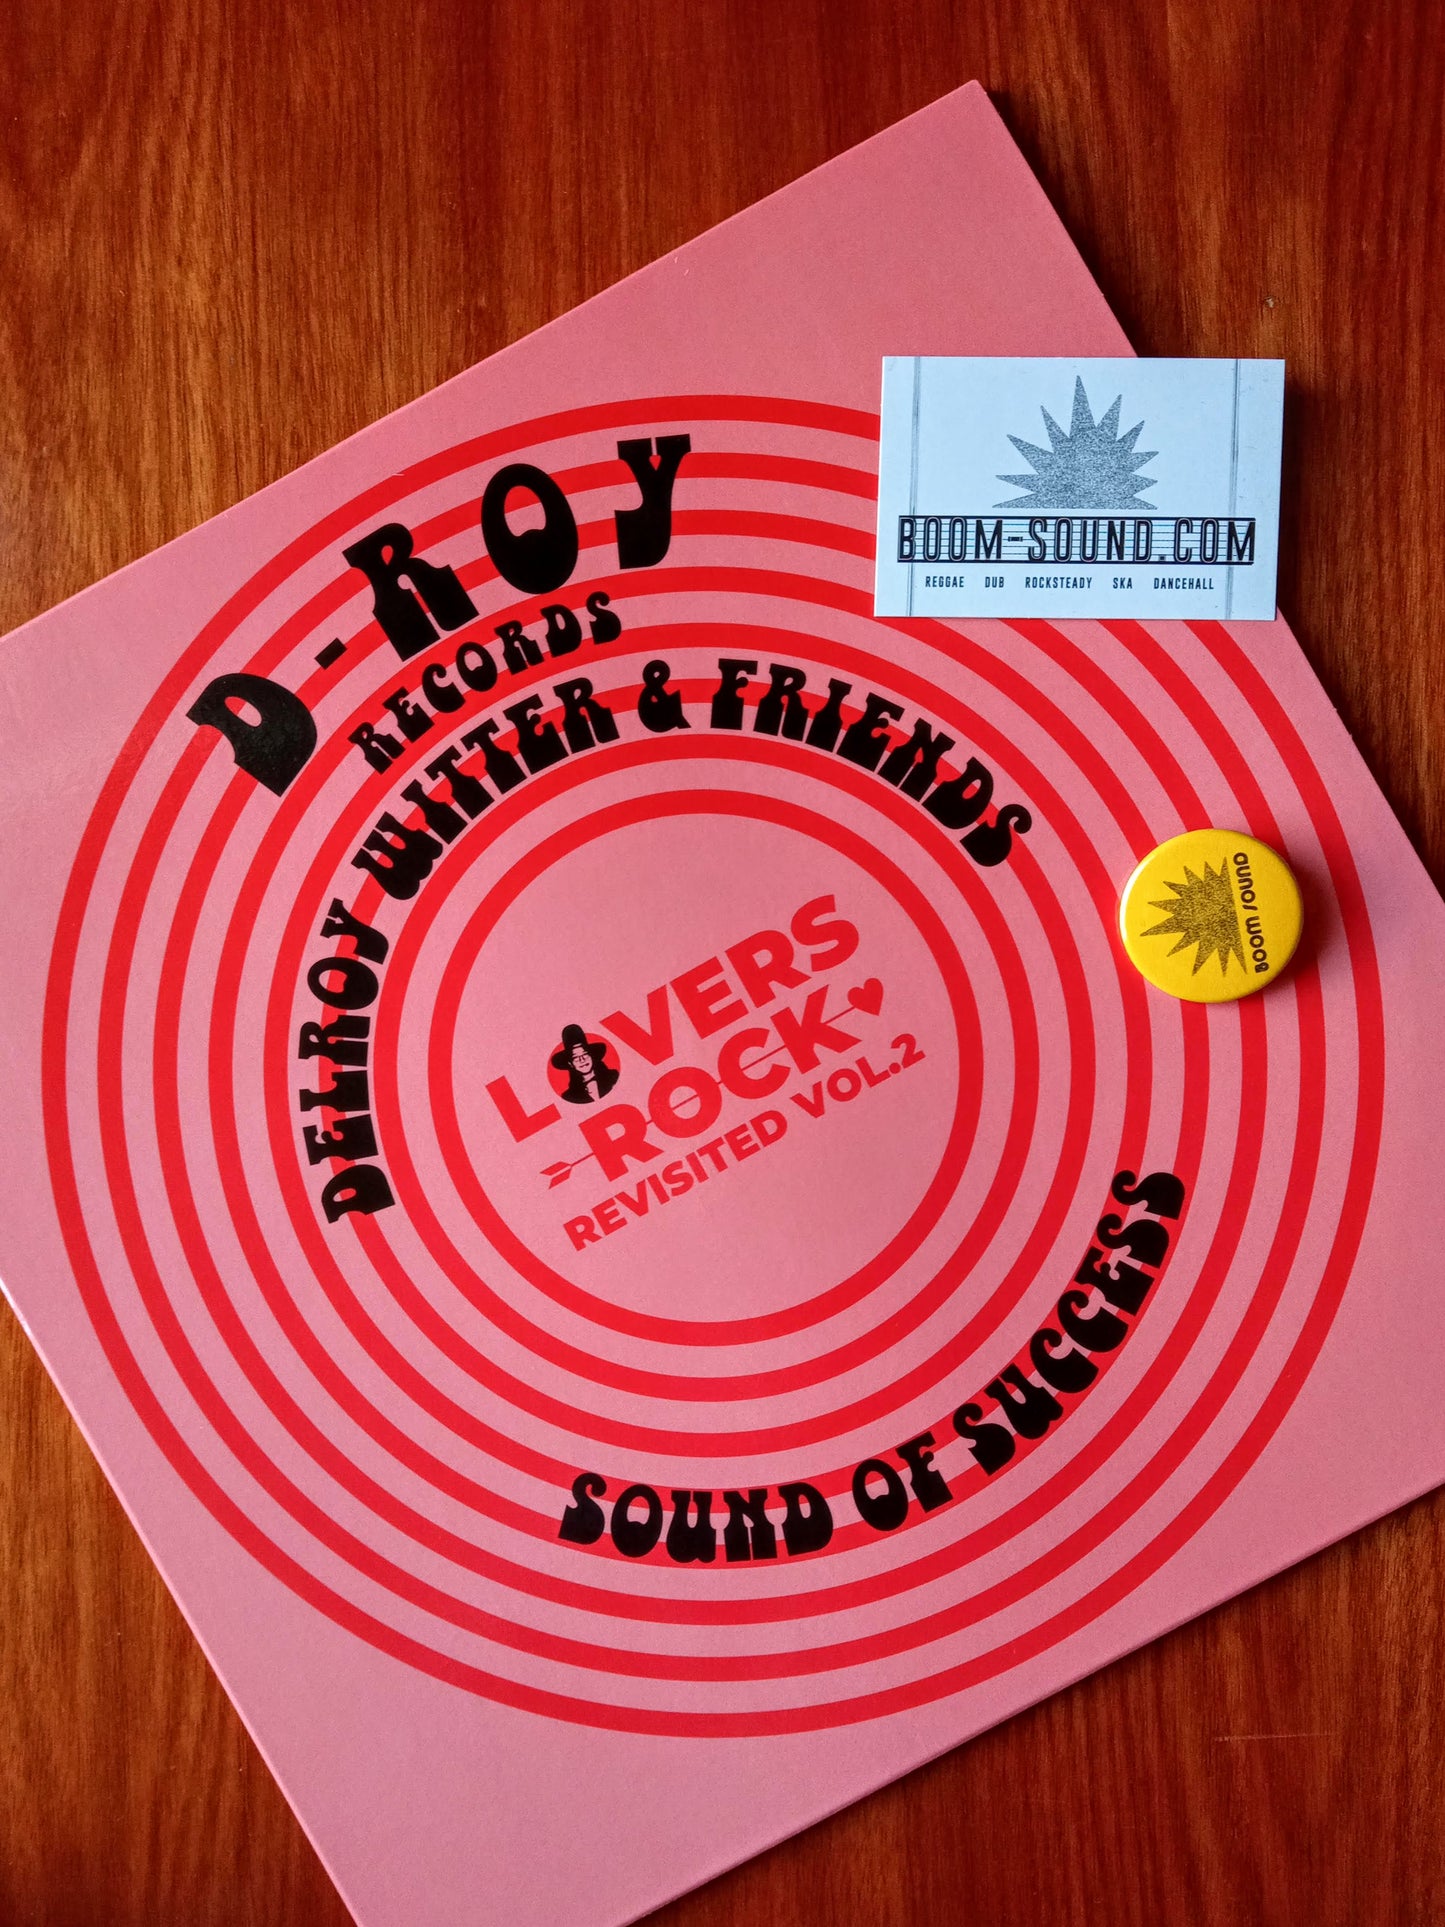 D-ROY
RECORDS
DELROY WITTER & FRIENDS
LOVERS
ROCK
REVISITED VOL.2
SOUND OF SUCCESS
BOOM-SOUND.COM
REGGAE DUB ROCKSTEADY SKA DANCEHALL
BOOM SOUND